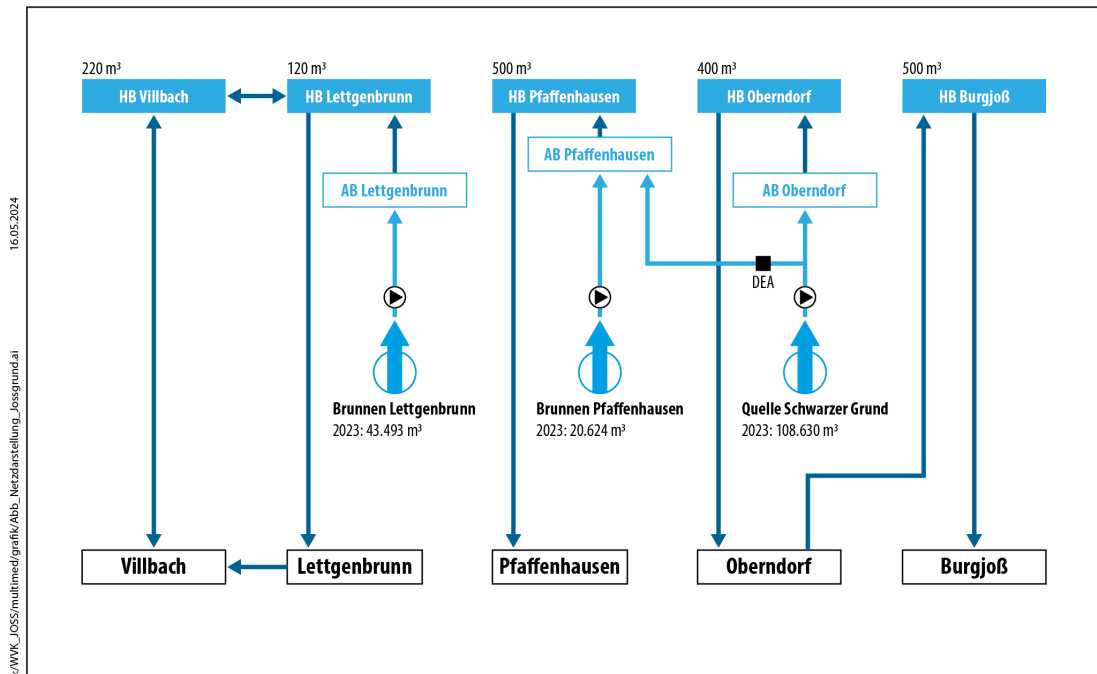 220 m³
120 m³
500 m³
400 m³
500 m³
HB Villbach
HB Lettgenbrunn
HB Pfaffenhausen
HB Oberndorf
HB Burgjoß
AB Pfaffenhausen
AB Lettgenbrunn
AB Oberndorf
DEA
Brunnen Lettgenbrunn
2023: 43.493 m³
Brunnen Pfaffenhausen
2023: 20.624 m³
Quelle Schwarzer Grund
2023: 108.630 m³
Villbach
Lettgenbrunn
Pfaffenhausen
Oberndorf
Burgjoß
16.05.2024
/WVK_JOSS/multimed/grafik/Abb_Netzdarstellung_Jossgrund.ai